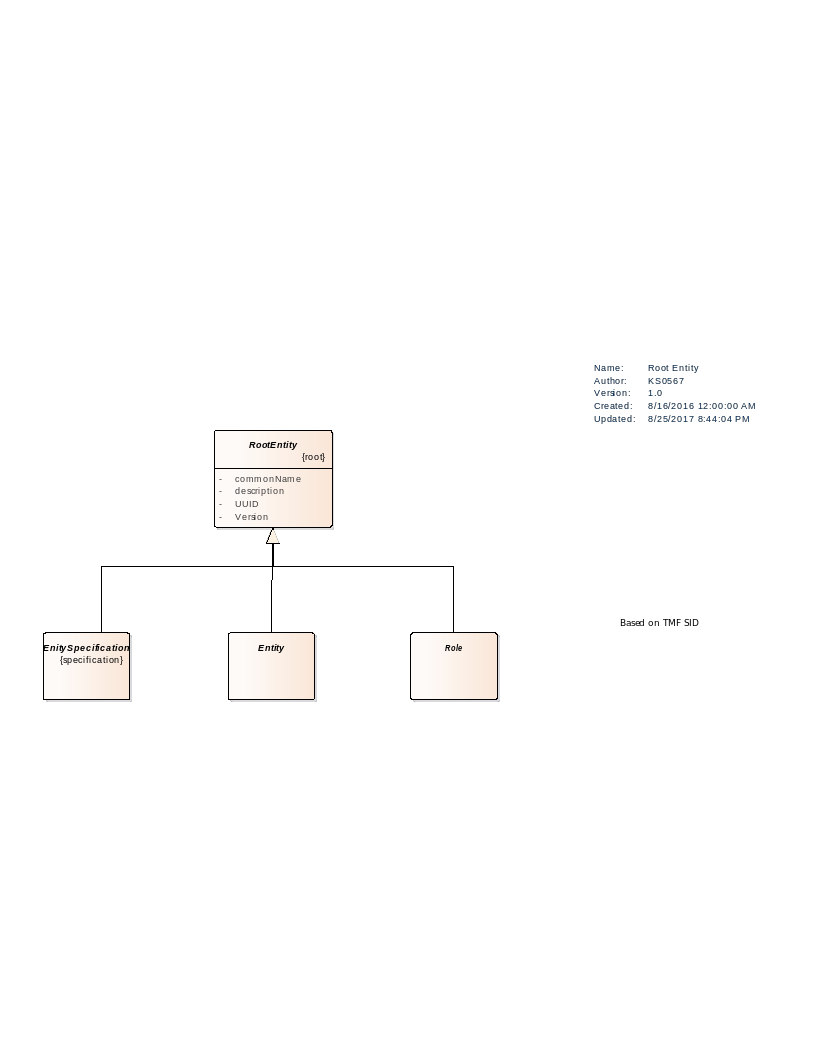 Name: Root Entity
Author: KS0567
Version: 1.0
Created: 8/16/2016 12:00:00 AM
Updated: 8/25/2017 8:44:04 PM
RootEntity
{root}
- commonName
- description
- UUID
- Version
Based on TMF SID
EnitySpecification
{specification}
Entity
Role